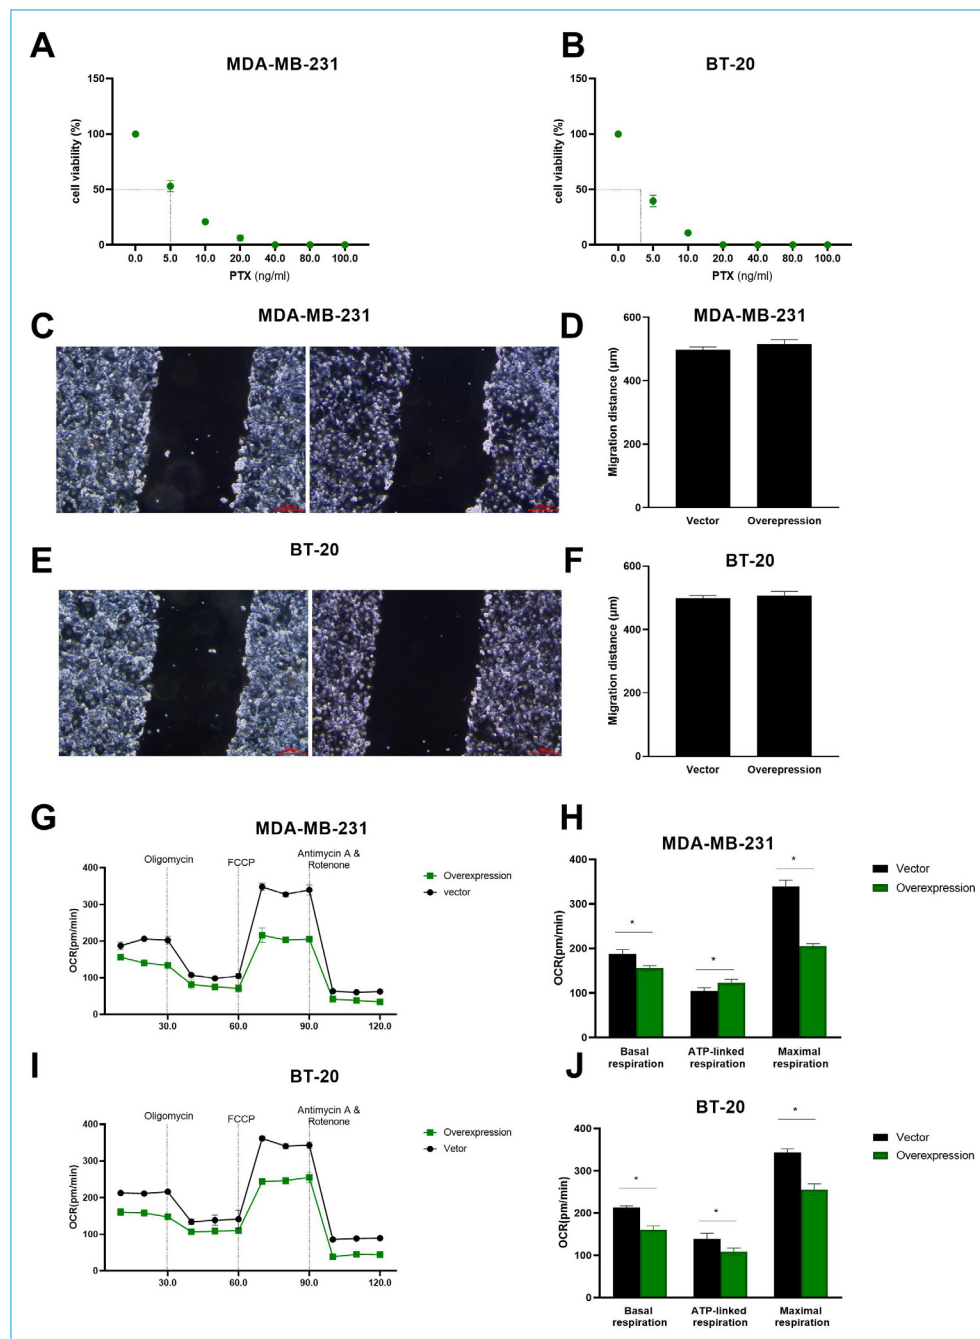 A
MDA-MB-231
cell viability (%)
150
100
50
0
0.0 5.0 10.0 20.0 40.0 80.0 100.0
PTX (ng/ml)
B
BT-20
cell viability (%)
150
100
50
0
0.0 5.0 10.0 20.0 40.0 80.0 100.0
PTX (ng/ml)
C
MDA-MB-231
D
MDA-MB-231
Migration distance (μm)
600
400
200
0
Vector Overepression
E
BT-20
F
BT-20
Migration distance (μm)
600
400
200
0
Vector Overepression
G
MDA-MB-231
Oligomycin
FCCP
Antimycin A &
Rotenone
OCR(pm/min)
400
300
200
100
0
30.0 60.0 90.0 120.0
Overexpression
vector
H
MDA-MB-231
OCR(pm/min)
400
300
200
100
0
*
*
*
Basal
respiration
ATP-linked
respiration
Maximal
respiration
Vector
Overexpression
I
BT-20
Oligomycin
FCCP
Antimycin A &
Rotenone
OCR(pm/min)
400
300
200
100
0
30.0 60.0 90.0 120.0
Overexpression
Vetor
J
BT-20
OCR(pm/min)
400
300
200
100
0
*
*
*
Basal
respiration
ATP-linked
respiration
Maximal
respiration
Vector
Overexpression